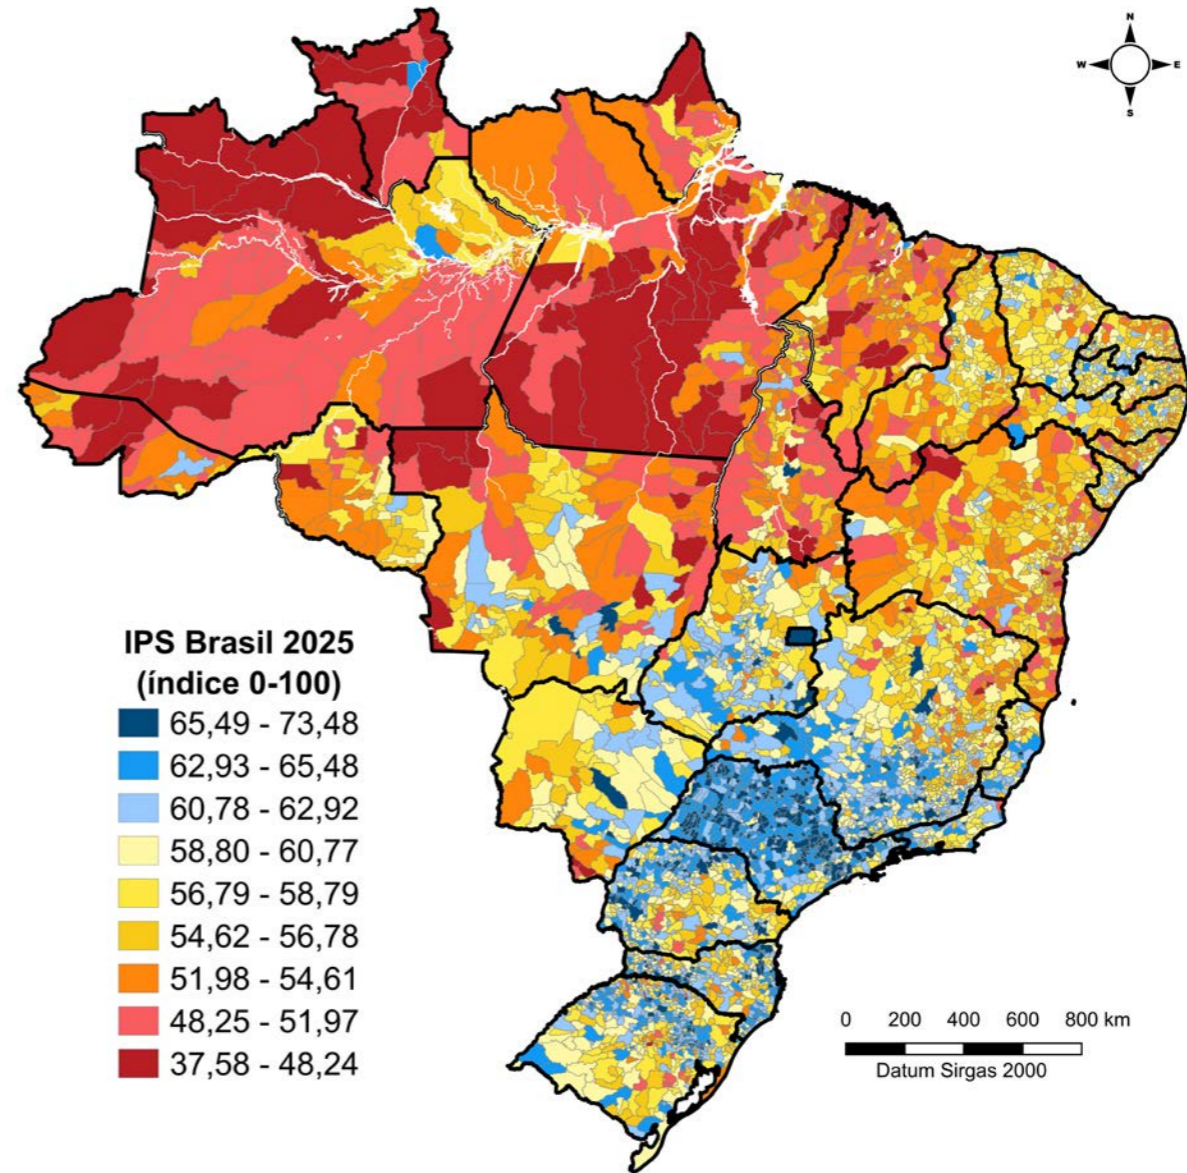 N
W E
S
IPS Brasil 2025
(índice 0-100)
65,49 - 73,48
62,93 - 65,48
60,78 - 62,92
58,80 - 60,77
56,79 - 58,79
54,62 - 56,78
51,98 - 54,61
48,25 - 51,97
37,58 - 48,24
0 200 400 600 800 km
Datum Sirgas 2000